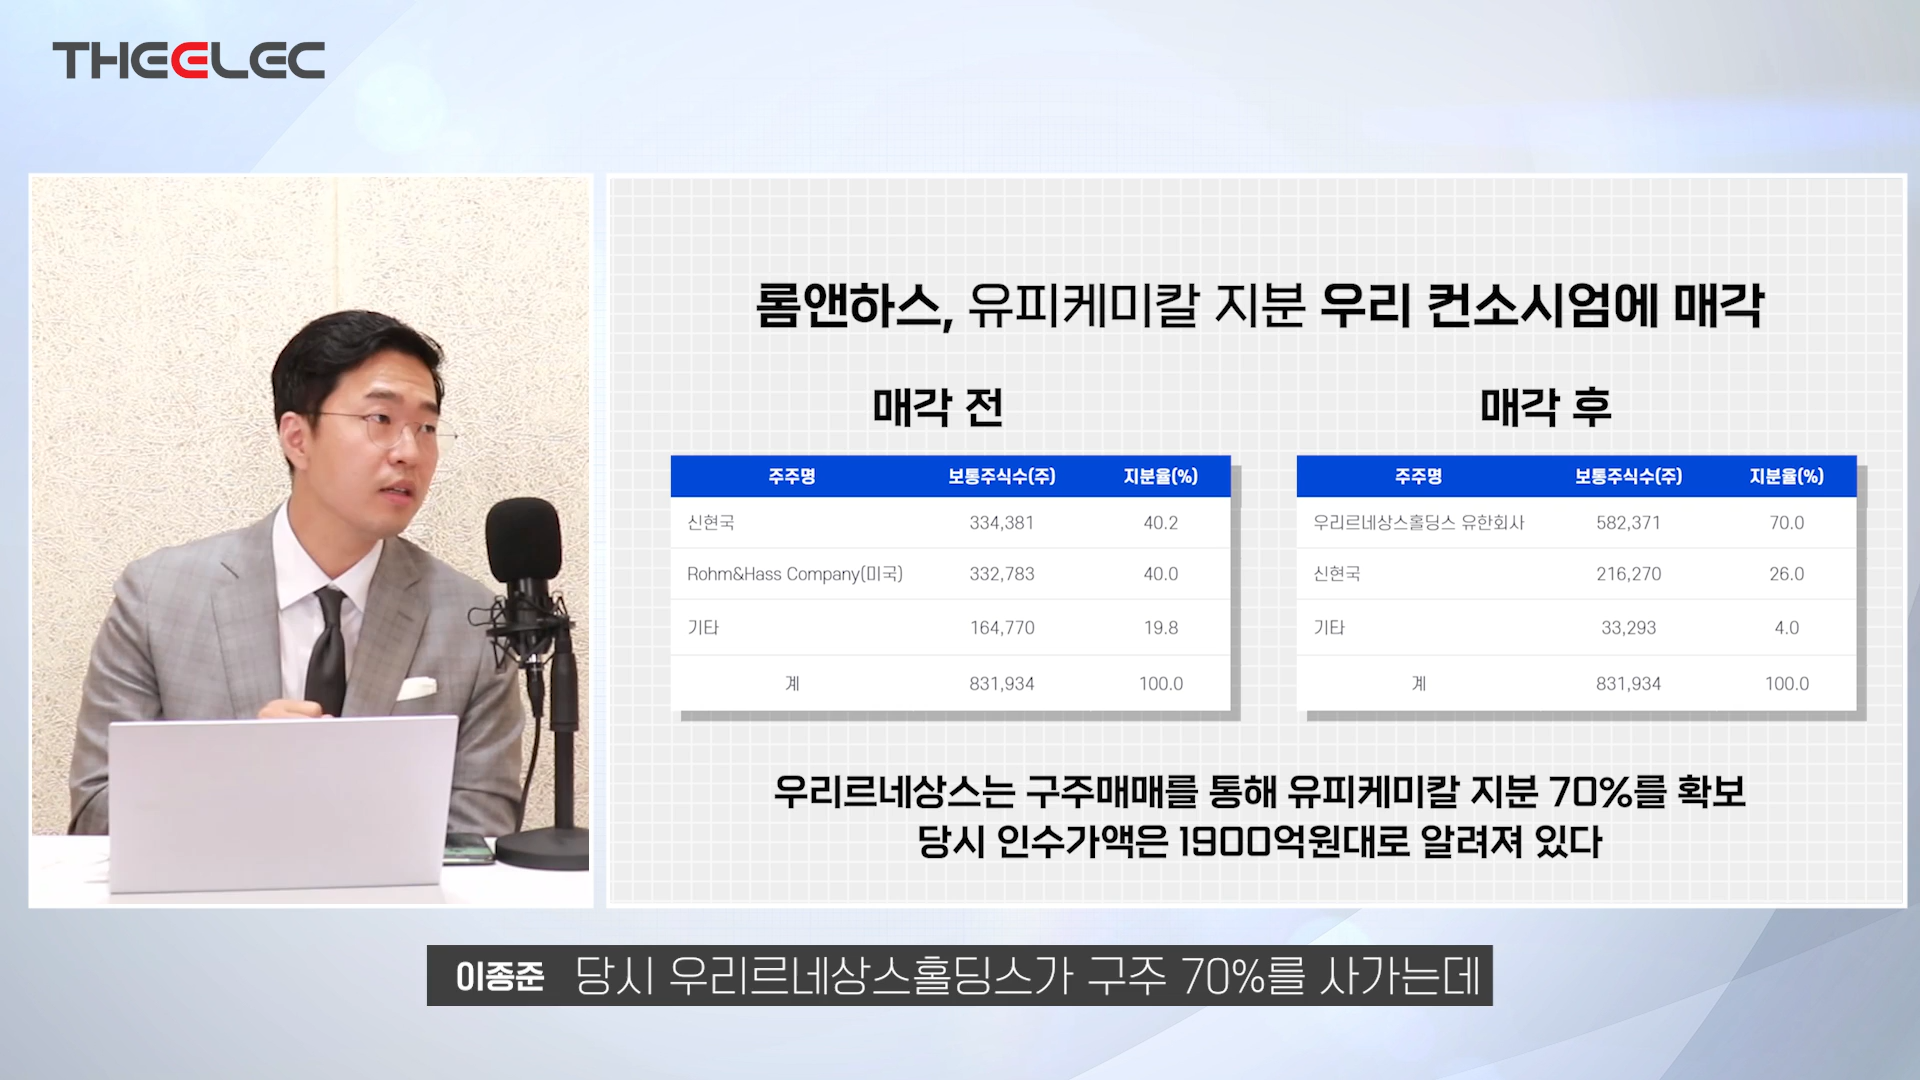 THEELEC
롬앤하스, 유피케미칼 지분 우리 컨소시엄에 매각
매각 전
주주명 보통주식수(주) 지분율(%)
신현국 334,381 40.2
Rohm&Hass Company(미국) 332,783 40.0
기타 164,770 19.8
계 831,934 100.0
매각 후
주주명 보통주식수(주) 지분율(%)
우리르네상스홀딩스 유한회사 582,371 70.0
신현국 216,270 26.0
기타 33,293 4.0
계 831,934 100.0
우리르네상스는 구주매매를 통해 유피케미칼 지분 70%를 확보
당시 인수가액은 1900억원대로 알려져 있다
이종준 당시 우리르네상스홀딩스가 구주 70%를 사가는데